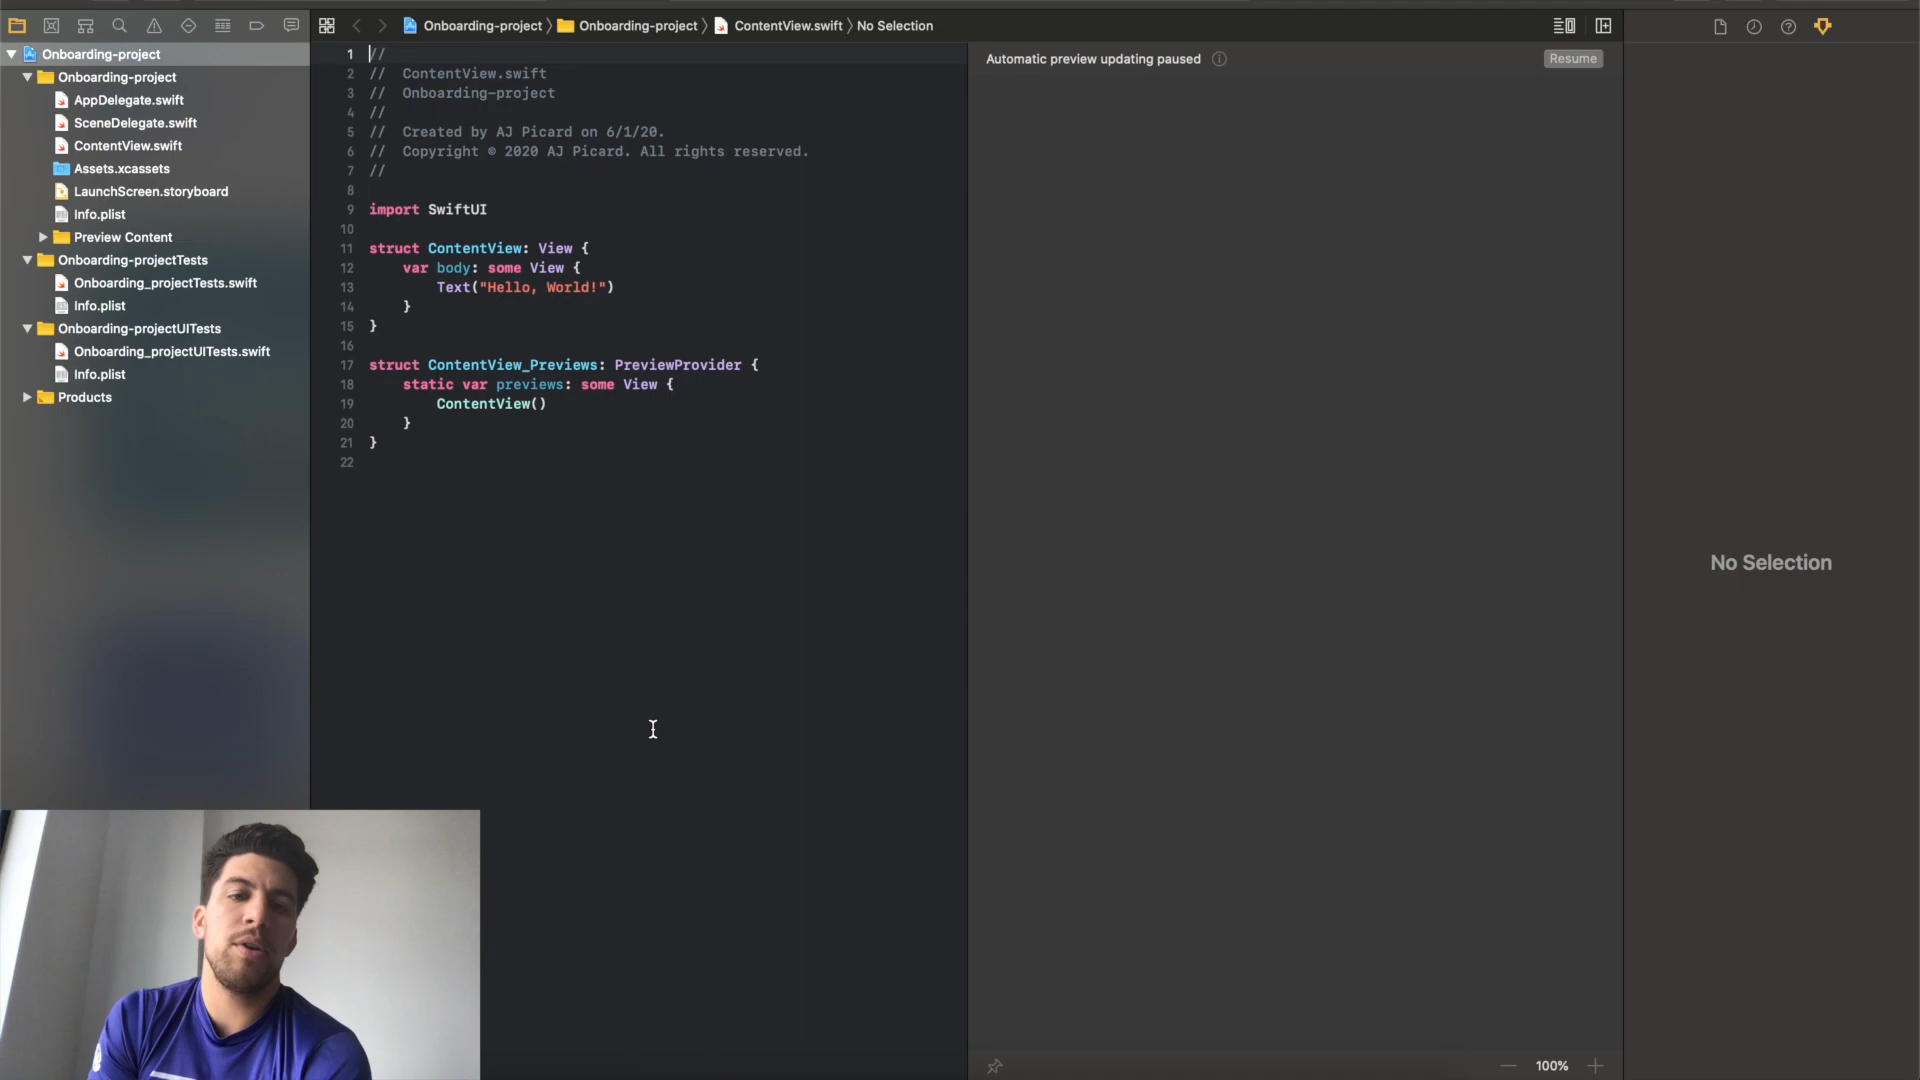 Onboarding-project
Onboarding-project
AppDelegate.swift
SceneDelegate.swift
ContentView.swift
Assets.xcassets
LaunchScreen.storyboard
Info.plist
Preview Content
Onboarding-projectTests
Onboarding_projectTests.swift
Info.plist
Onboarding-projectUITests
Onboarding_projectUITests.swift
Info.plist
Products
Onboarding-project Onboarding-project ContentView.swift No Selection
1 //
2 //  ContentView.swift
3 //  Onboarding-project
4 //
5 //  Created by AJ Picard on 6/1/20.
6 //  Copyright © 2020 AJ Picard. All rights reserved.
7 //
8
9 import SwiftUI
10
11 struct ContentView: View {
12     var body: some View {
13         Text("Hello, World!")
14     }
15 }
16
17 struct ContentView_Previews: PreviewProvider {
18     static var previews: some View {
19         ContentView()
20     }
21 }
22
Automatic preview updating paused
Resume
100%
No Selection